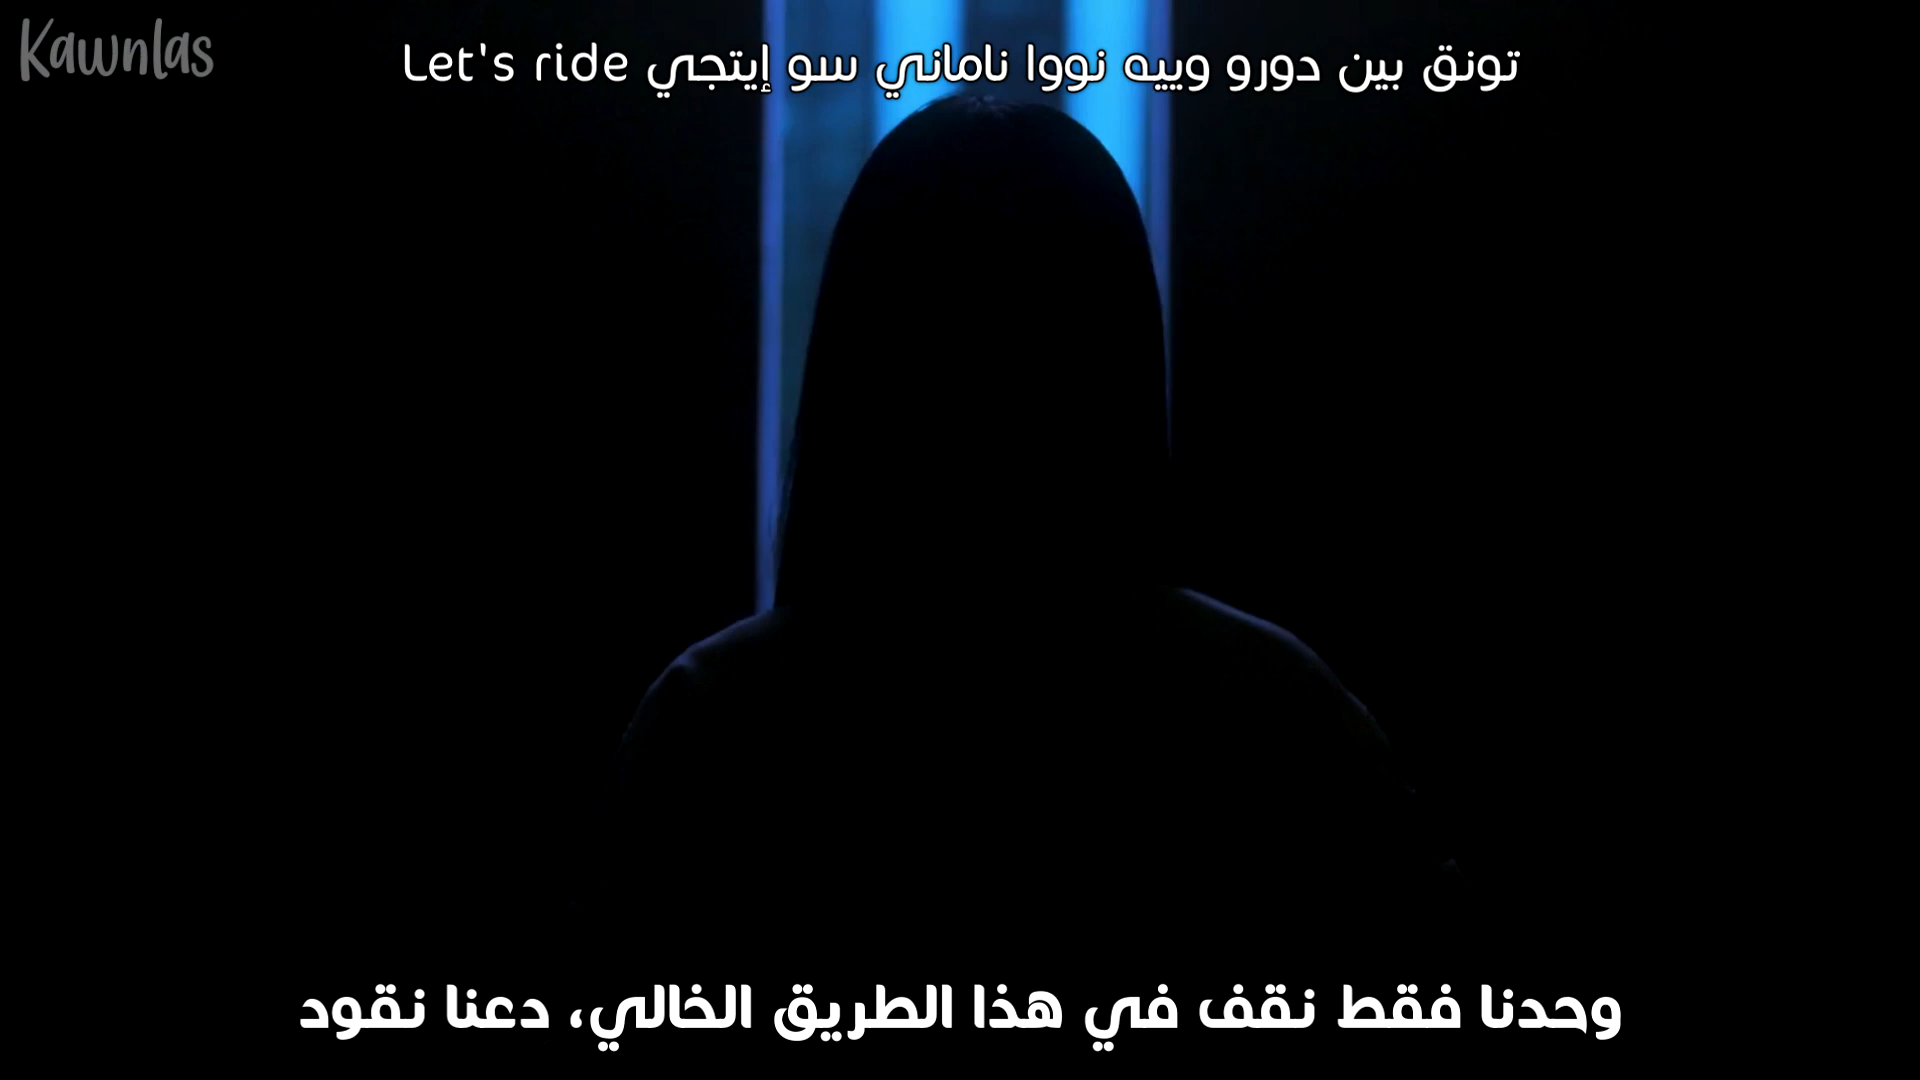 Kawnlas
تونق بين دورو وييه نووا ناماني سو إيتجي Let's ride
وحدنا فقط نقف في هذا الطريق الخالي، دعنا نقود